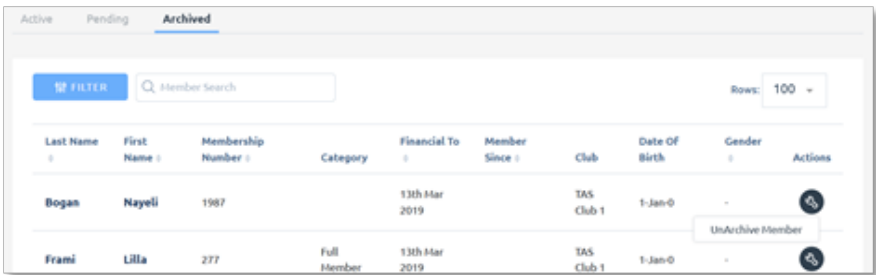 Active Pending Archived
FILTER Member Search Rows: 100
Last Name First Name Membership Number Category Financial To Member Since Club Date Of Birth Gender Actions
Bogan Nayeli 1987 13th Mar 2019 TAS Club 1 1-Jan-0 -
UnArchive Member
Frami Lilla 277 Full Member 13th Mar 2019 TAS Club 1 1-Jan-0 -